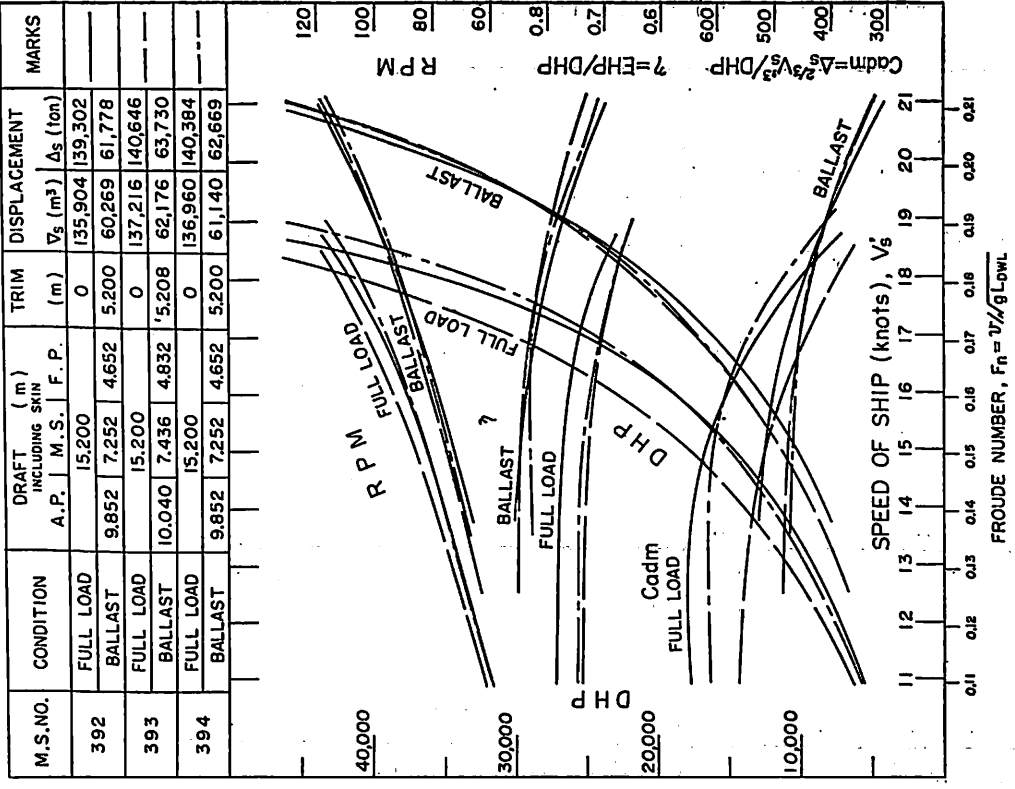 M.S.NO. CONDITION DRAFT (m) INCLUDING SKIN TRIM DISPLACEMENT MARKS
A.P. M.S. F.P. (m) ∇s (m³) Δs (ton)
392 FULL LOAD 15.200 0 135,904 139,302
BALLAST 9.852 7.252 4.652 5.200 60,269 61,778
393 FULL LOAD 15.200 0 137,216 140,646
BALLAST 10.040 7.436 4.832 5.208 62,176 63,730
394 FULL LOAD 15.200 0 136,960 140,384
BALLAST 9.852 7.252 4.652 5.200 61,140 62,669
40,000
30,000
20,000
10,000
DHP
120
100
80
60
RPM
0.8
0.7
0.6
η=EHP/DHP
600
500
400
300
Cadm=Δs^2/3 Vs'^3/DHP
RPM
FULL LOAD
BALLAST
BALLAST
FULL LOAD
η
BALLAST
FULL LOAD
DHP
Cadm
FULL LOAD
BALLAST
11 12 13 14 15 16 17 18 19 20 21
SPEED OF SHIP (knots), Vs'
0.11 0.12 0.13 0.14 0.15 0.16 0.17 0.18 0.19 0.20 0.21
FROUDE NUMBER, Fn = v/√gLDWL